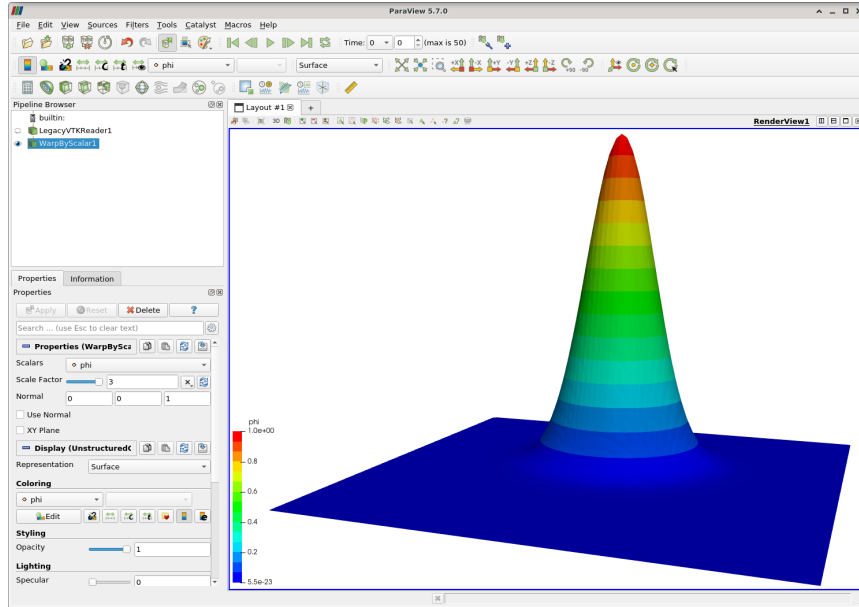 ParaView 5.7.0
File Edit View Sources Filters Tools Catalyst Macros Help
Time: 0 0 (max is 50)
phi Surface +X -X +Y -Y +Z -Z +90 -90
Pipeline Browser
Layout #1 +
builtin:
3D RenderView1
LegacyVTKReader1
WarpByScalar1
Properties Information
Properties
Apply Reset Delete ?
Search ... (use Esc to clear text)
Properties (WarpBySca
Scalars phi
Scale Factor 3
Normal 0 0 1
Use Normal
XY Plane
Display (UnstructuredG
Representation Surface
Coloring
phi
Edit
Styling
Opacity 1
Lighting
Specular 0
phi
1.0e+00
0.8
0.6
0.4
0.2
5.5e-23